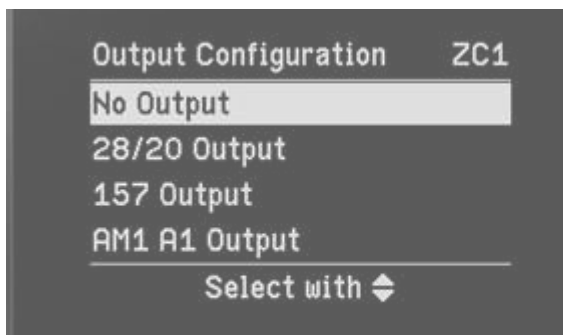 Output Configuration ZC1
No Output
28/20 Output
157 Output
AM1 A1 Output
Select with